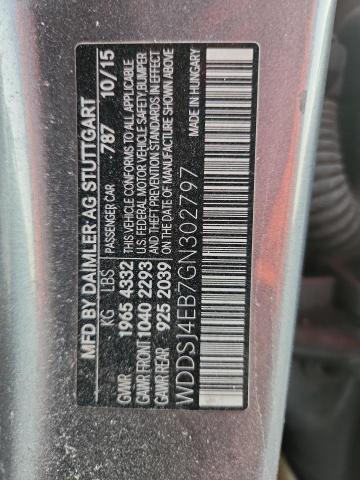 MFD BY DAIMLER AG STUTTGART
PASSENGER CAR 787 10/15
KG LBS
GVWR 1965 4332
GAWR FRONT 1040 2293
GAWR REAR 925 2039
THIS VEHICLE CONFORMS TO ALL APPLICABLE
U.S. FEDERAL MOTOR VEHICLE SAFETY, BUMPER
AND THEFT PREVENTION STANDARDS IN EFFECT
ON THE DATE OF MANUFACTURE SHOWN ABOVE
MADE IN HUNGARY
WDDSJ4EB7GN302797